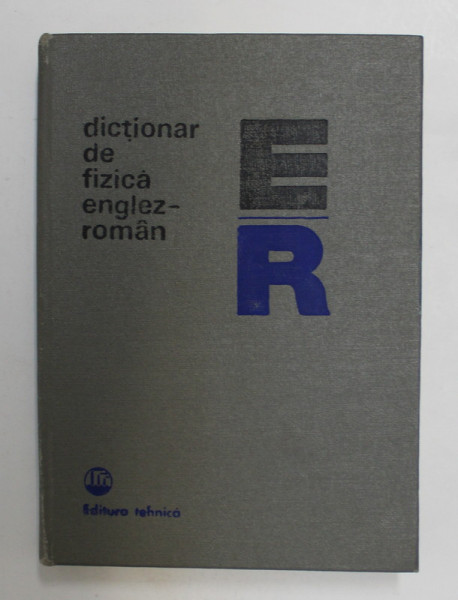 dicționar
de
fizică
englez-
român
E
R
Editura tehnică